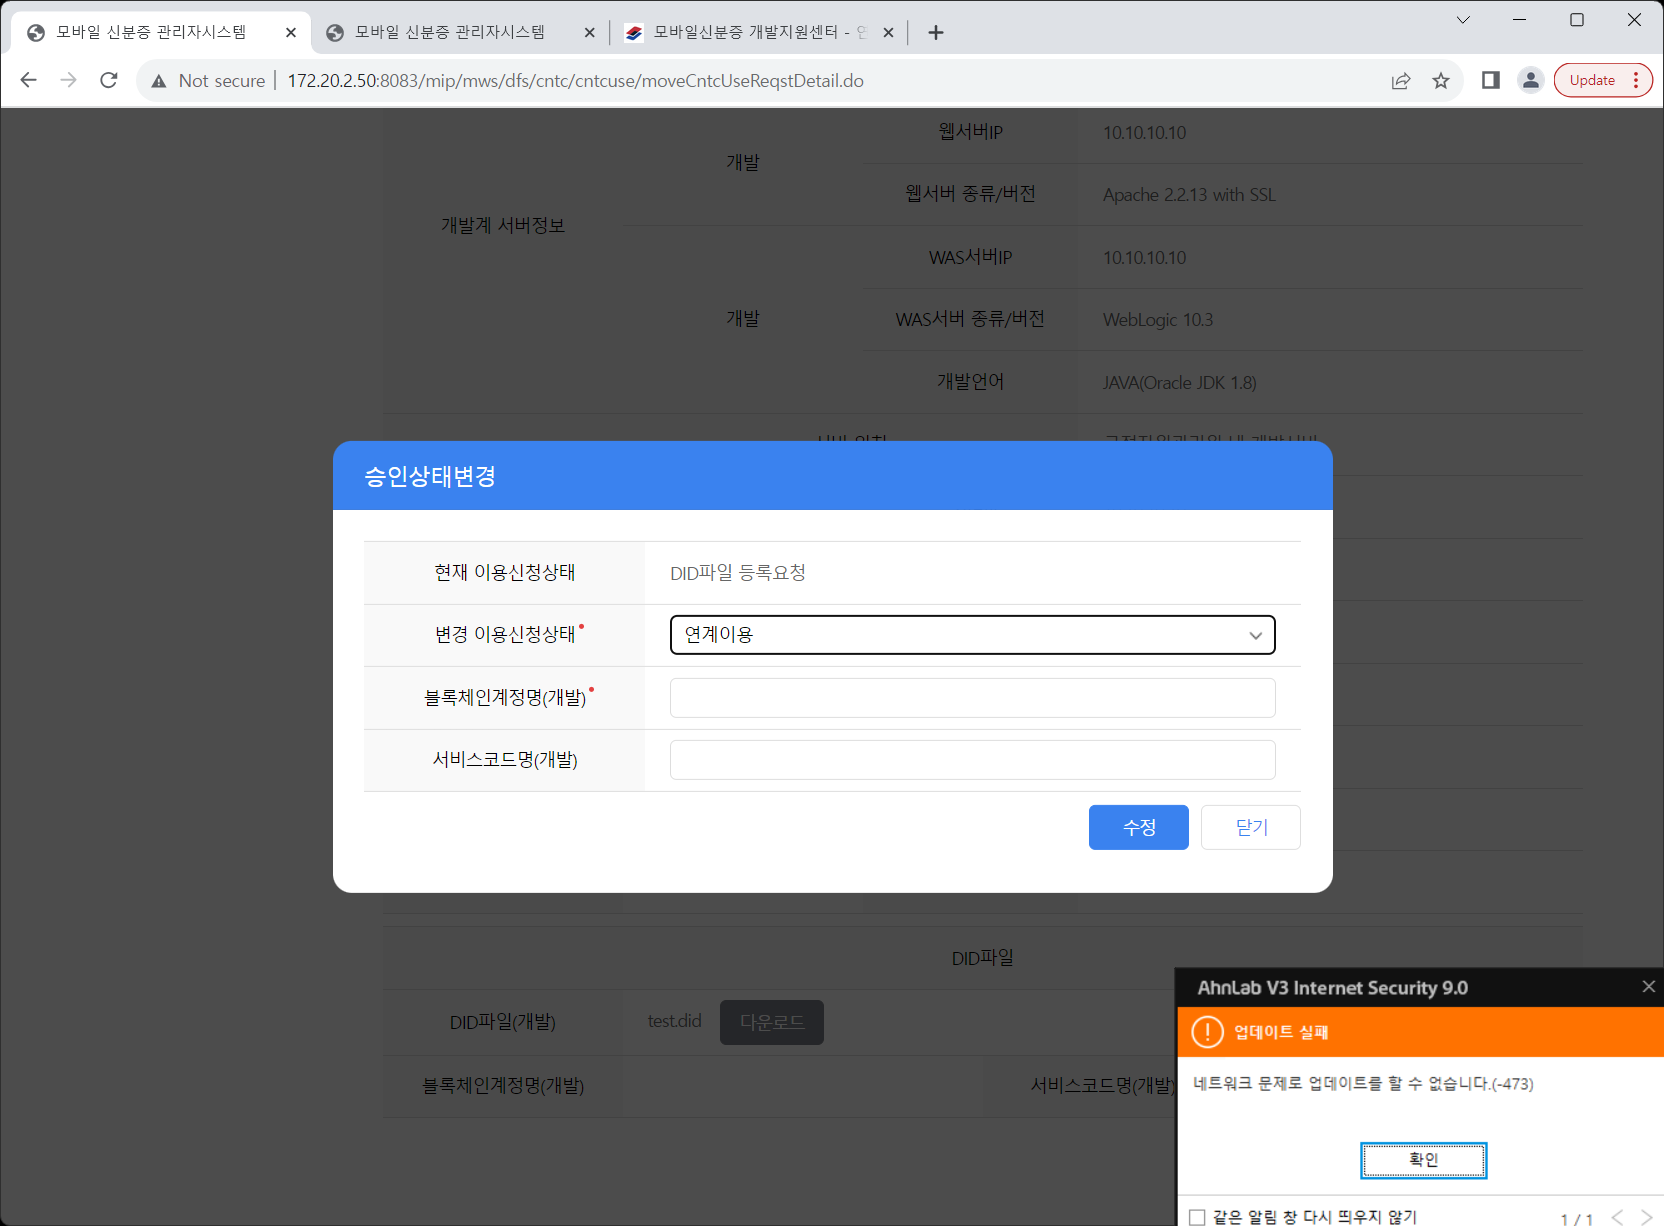 모바일 신분증 관리자시스템
모바일 신분증 관리자시스템
모바일신분증 개발지원센터 -
Not secure
172.20.2.50:8083/mip/mws/dfs/cntc/cntcuse/moveCntcUseReqstDetail.do
Update
개발계 서버정보
개발
웹서버IP
10.10.10.10
웹서버 종류/버전
Apache 2.2.13 with SSL
개발
WAS서버IP
10.10.10.10
WAS서버 종류/버전
WebLogic 10.3
개발언어
JAVA(Oracle JDK 1.8)
승인상태변경
현재 이용신청상태
DID파일 등록요청
변경 이용신청상태
연계이용
블록체인계정명(개발)
서비스코드명(개발)
수정
닫기
DID파일
DID파일(개발)
test.did
다운로드
블록체인계정명(개발)
서비스코드명(개발)
AhnLab V3 Internet Security 9.0
업데이트 실패
네트워크 문제로 업데이트를 할 수 없습니다.(-473)
확인
같은 알림 창 다시 띄우지 않기
1 / 1